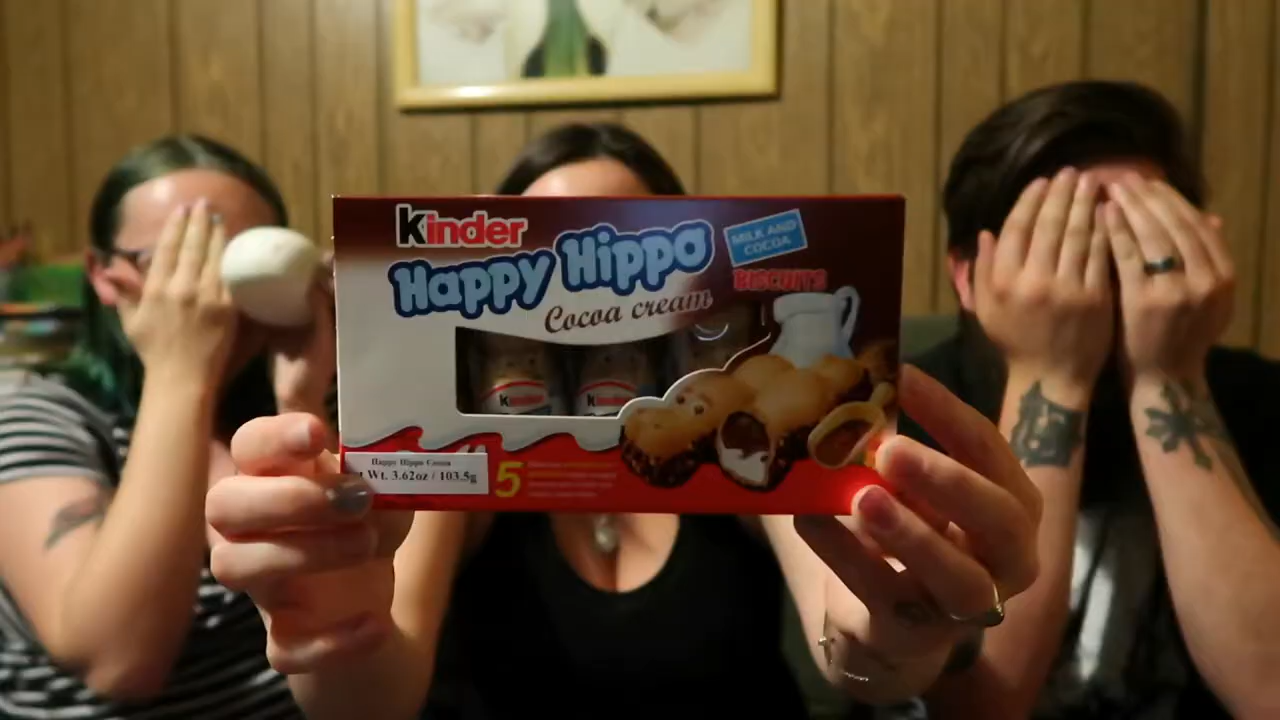 Kinder
Happy Hippo
Cocoa cream
MILK AND
COCOA
BISCUITS
Kinder
Kinder
Happy Hippo Cocoa
t Wt. 3.62oz / 103.5g
5